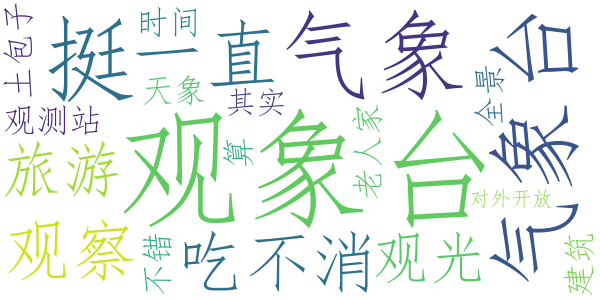 土包子
挺
时间
一直
气象
气象台
全景
天象
其实
观测站
观象台
算
老人家
旅游
对外开放
观察
不错
吃不消
观光
建筑